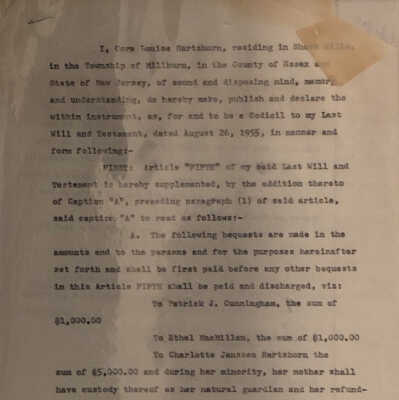 I, Cora Louise Hartshorn, residing in Short Hills,
in the Township of Millburn, in the County of Essex and
State of New Jersey, of sound and disposing mind, memory
and understanding, do hereby make, publish and declare the
within instrument, as, for and to be a Codicil to my Last
Will and Testament, dated August 26, 1955, in manner and
form following:-
FIRST: Article "FIFTH" of my said Last Will and
Testament is hereby supplemented, by the addition thereto
of Caption "A", preceding paragraph (1) of said article,
said caption "A" to read as follows:-
A. The following bequests are made in the
amounts and to the persons and for the purposes hereinafter
set forth and shall be first paid before any other bequests
in this Article FIFTH shall be paid and discharged, viz:
To Patrick J. Cunningham, the sum of
$1,000.00
To Ethel MacMillan, the sum of $1,000.00
To Charlotte Janssen Hartshorn the
sum of $5,000.00 and during her minority, her mother shall
have custody thereof as her natural guardian and her refund-